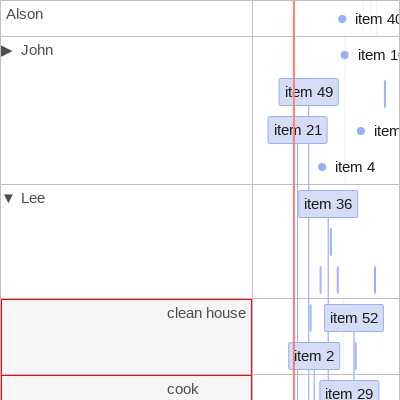 Alson
item 40
▶ John
item 1
item 49
item 21
item
item 4
▼ Lee
item 36
clean house
item 52
item 2
cook
item 29